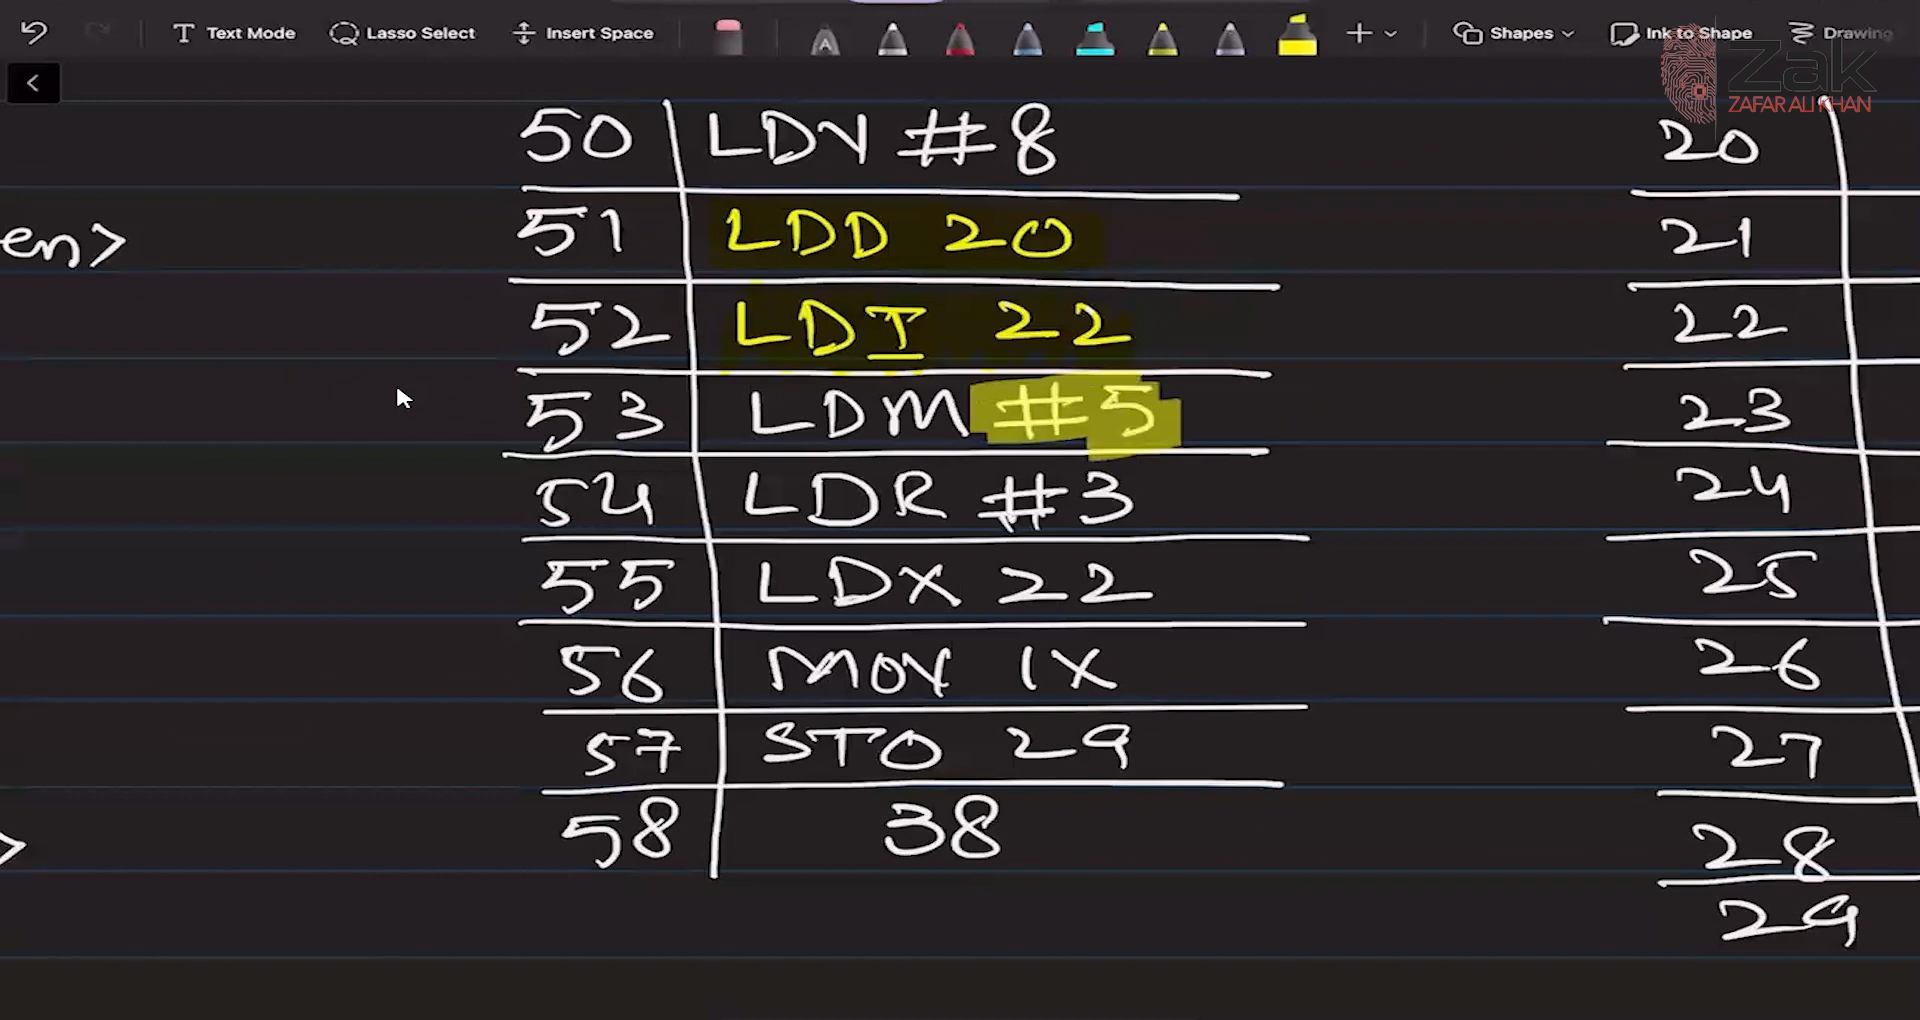 Text Mode Lasso Select Insert Space Shapes Ink to Shape Drawing
Zak
ZAFAR ALI KHAN
50 LDV #8 20
en> 51 LDD 20 21
52 LDI 22 22
53 LDM #5 23
54 LDR #3 24
55 LDX 22 25
56 MOV IX 26
57 STO 29 27
> 58 38 28
29